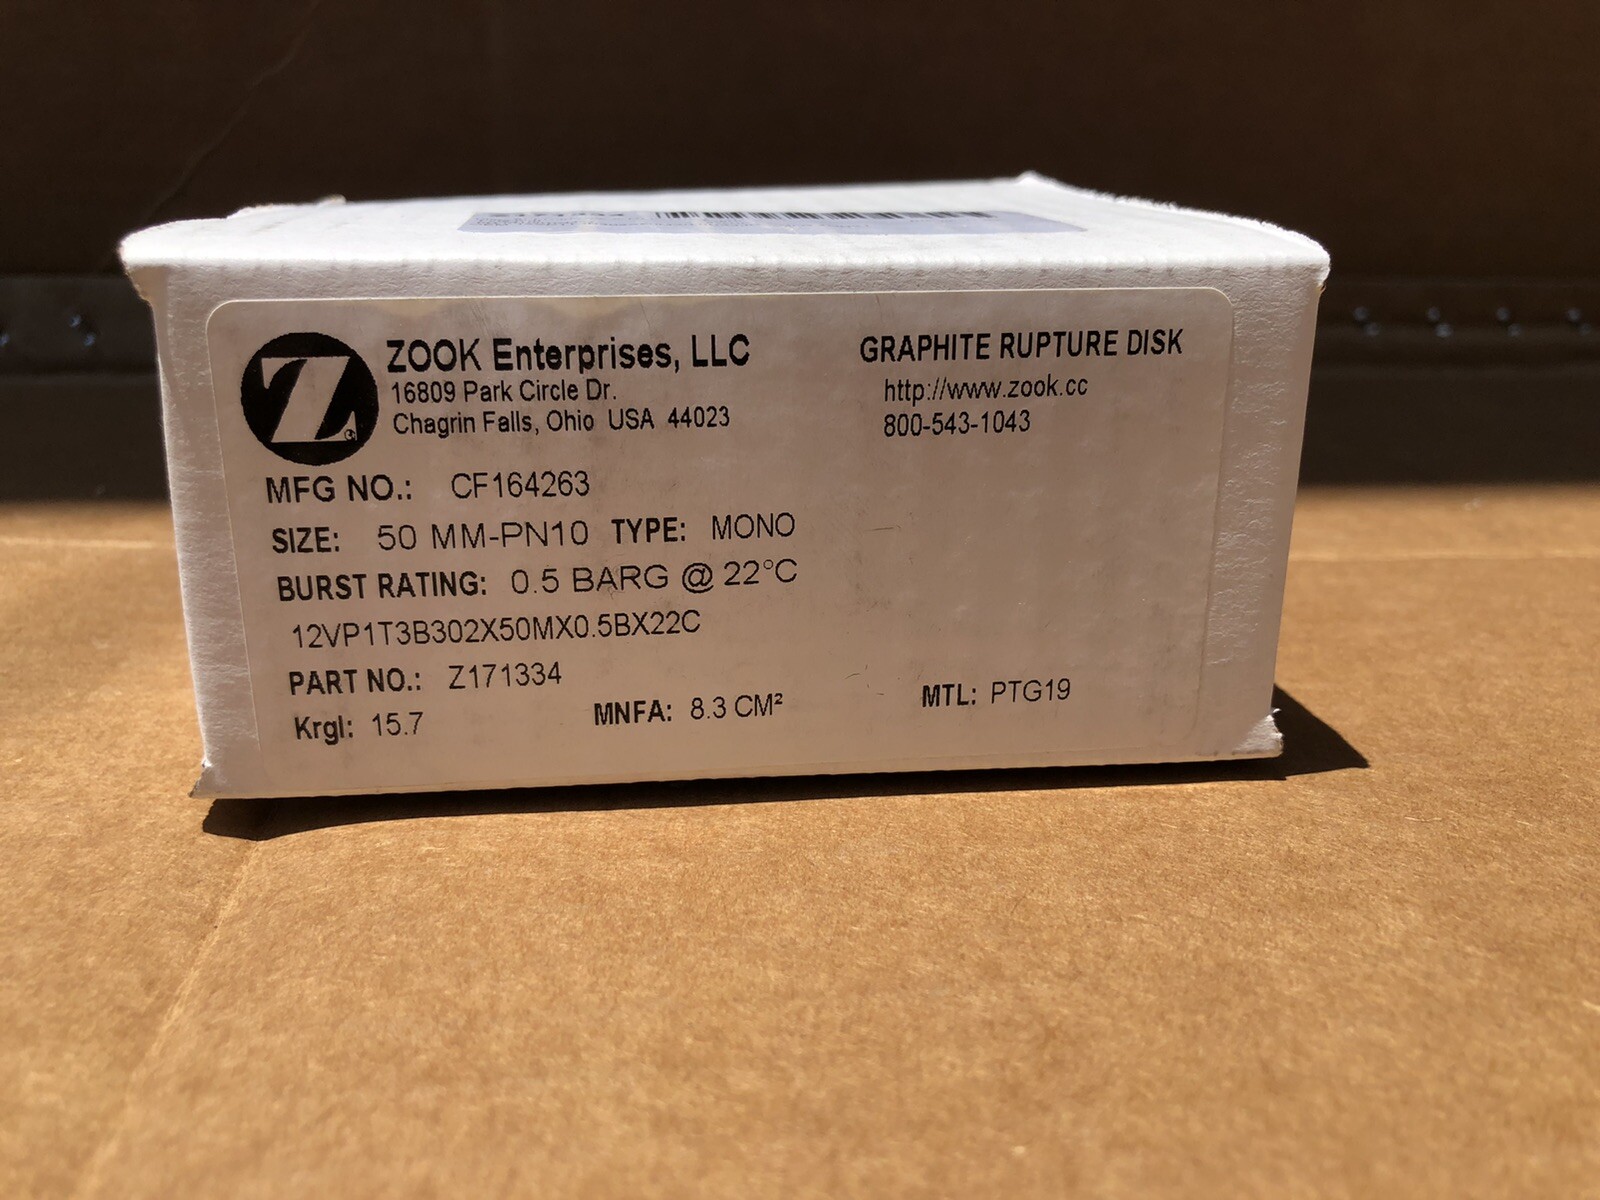 Z
ZOOK Enterprises, LLC
16809 Park Circle Dr.
Chagrin Falls, Ohio USA 44023
GRAPHITE RUPTURE DISK
http://www.zook.cc
800-543-1043
MFG NO.: CF164263
SIZE: 50 MM-PN10 TYPE: MONO
BURST RATING: 0.5 BARG @ 22°C
12VP1T3B302X50MX0.5BX22C
PART NO.: Z171334
Krgl: 15.7 MNFA: 8.3 CM² MTL: PTG19